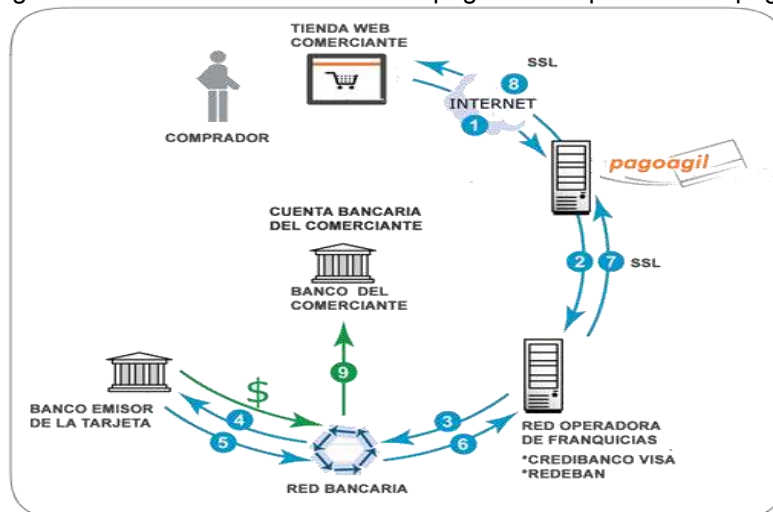 TIENDA WEB
COMERCIANTE
SSL
8
INTERNET
1
COMPRADOR
pagoagil
CUENTA BANCARIA
DEL COMERCIANTE
2
7
SSL
BANCO DEL
COMERCIANTE
9
$
BANCO EMISOR
DE LA TARJETA
4
5
3
6
RED OPERADORA
DE FRANQUICIAS
*CREDIBANCO VISA
*REDEBAN
RED BANCARIA